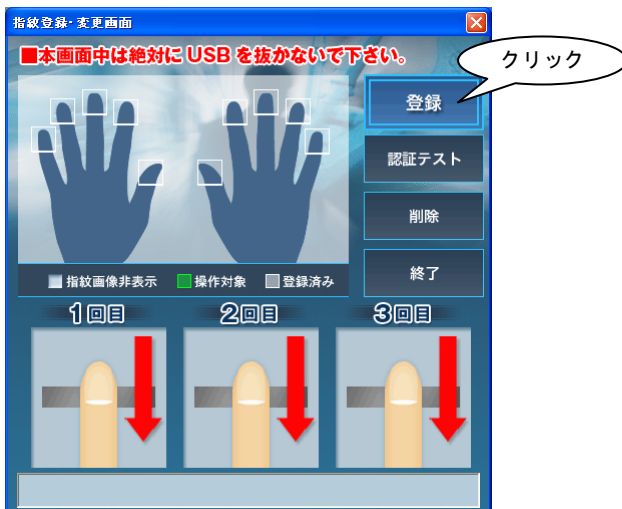 指紋登録・変更画面
■本画面中は絶対に USB を抜かないで下さい。
クリック
登録
認証テスト
削除
終了
指紋画像非表示 操作対象 登録済み
1回目 2回目 3回目